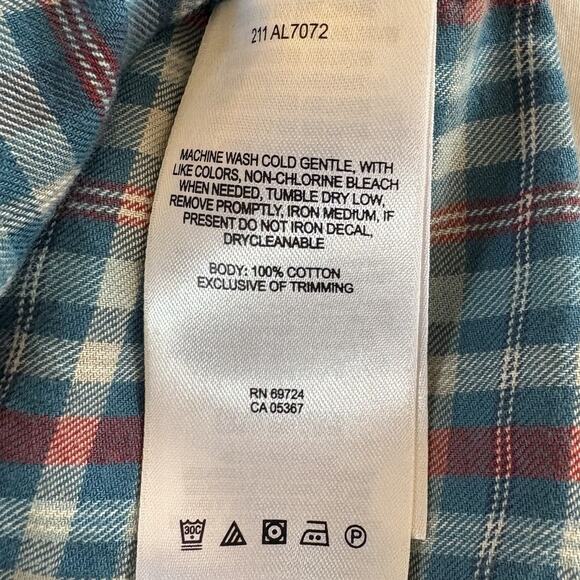 211 AL7072
MACHINE WASH COLD GENTLE, WITH
LIKE COLORS, NON-CHLORINE BLEACH
WHEN NEEDED, TUMBLE DRY LOW,
REMOVE PROMPTLY, IRON MEDIUM, IF
PRESENT DO NOT IRON DECAL,
DRYCLEANABLE
BODY: 100% COTTON
EXCLUSIVE OF TRIMMING
RN 69724
CA 05367
30C P